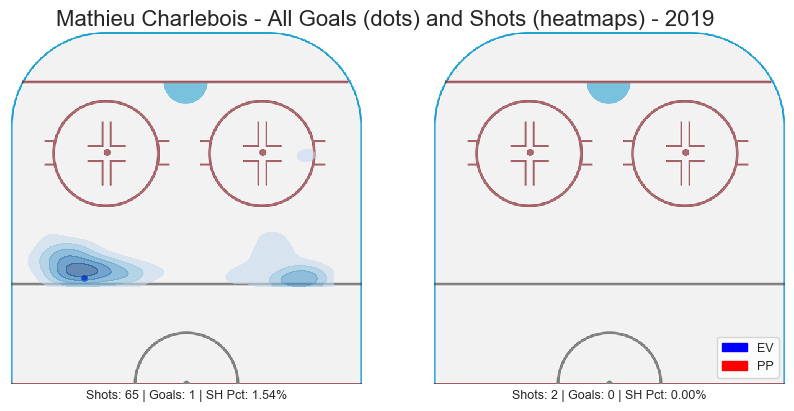 Mathieu Charlebois - All Goals (dots) and Shots (heatmaps) - 2019
EV
PP
Shots: 65 | Goals: 1 | SH Pct: 1.54%
Shots: 2 | Goals: 0 | SH Pct: 0.00%